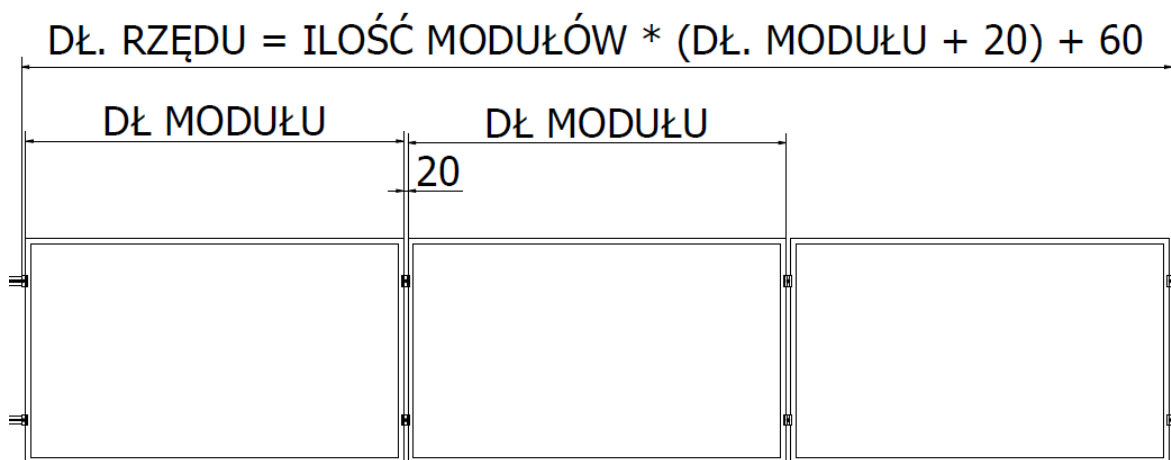 DŁ. RZĘDU = ILOŚĆ MODUŁÓW * (DŁ. MODUŁU + 20) + 60
DŁ MODUŁU
DŁ MODUŁU
20